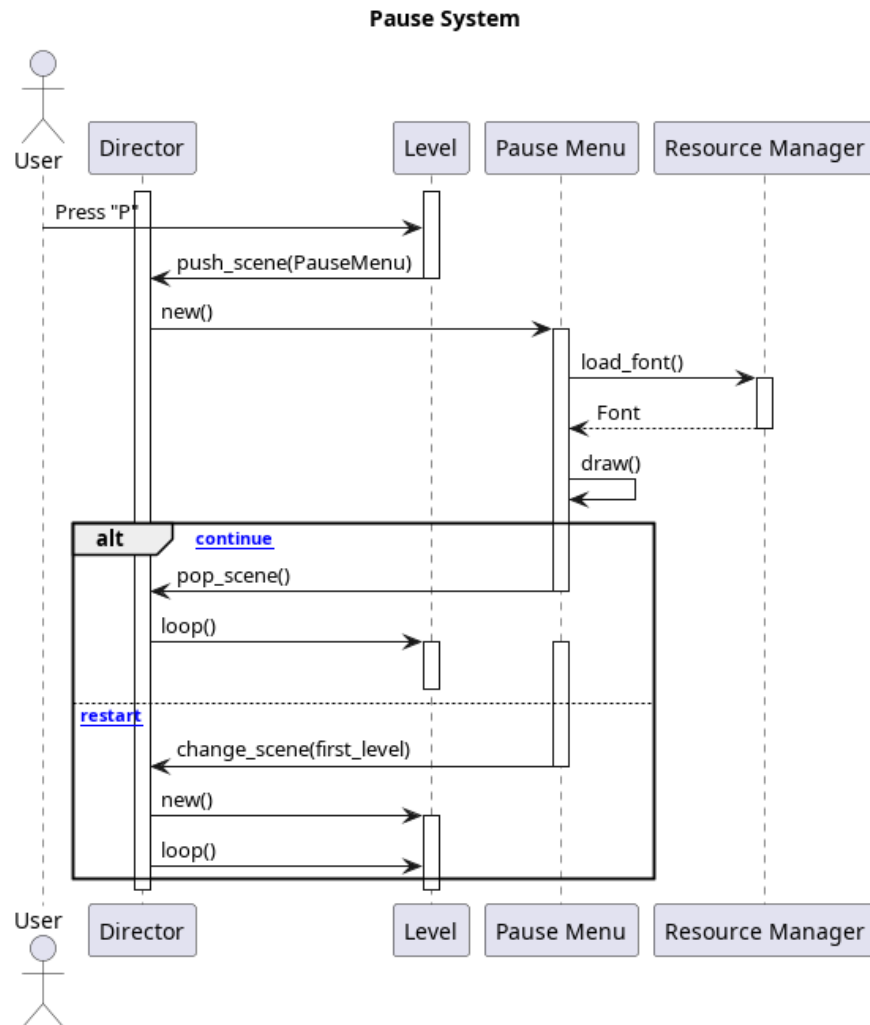 Pause System
User
Director
Level
Pause Menu
Resource Manager
Press "P"
push_scene(PauseMenu)
new()
load_font()
Font
draw()
alt
continue
pop_scene()
loop()
restart
change_scene(first_level)
new()
loop()
User
Director
Level
Pause Menu
Resource Manager